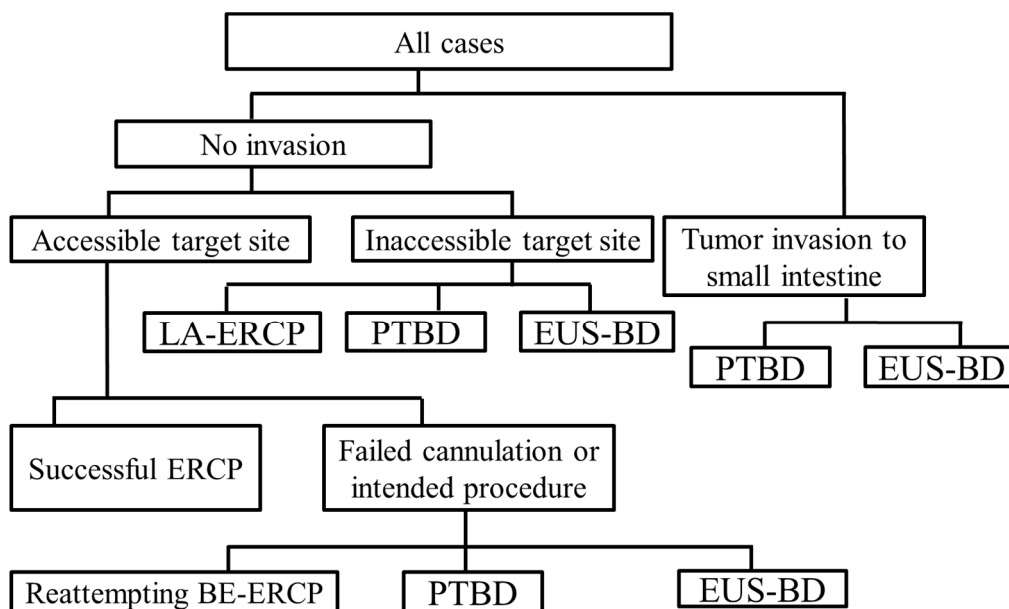 All cases
No invasion
Accessible target site
Inaccessible target site
Tumor invasion to
small intestine
LA-ERCP
PTBD
EUS-BD
PTBD
EUS-BD
Successful ERCP
Failed cannulation or
intended procedure
Reattempting BE-ERCP
PTBD
EUS-BD